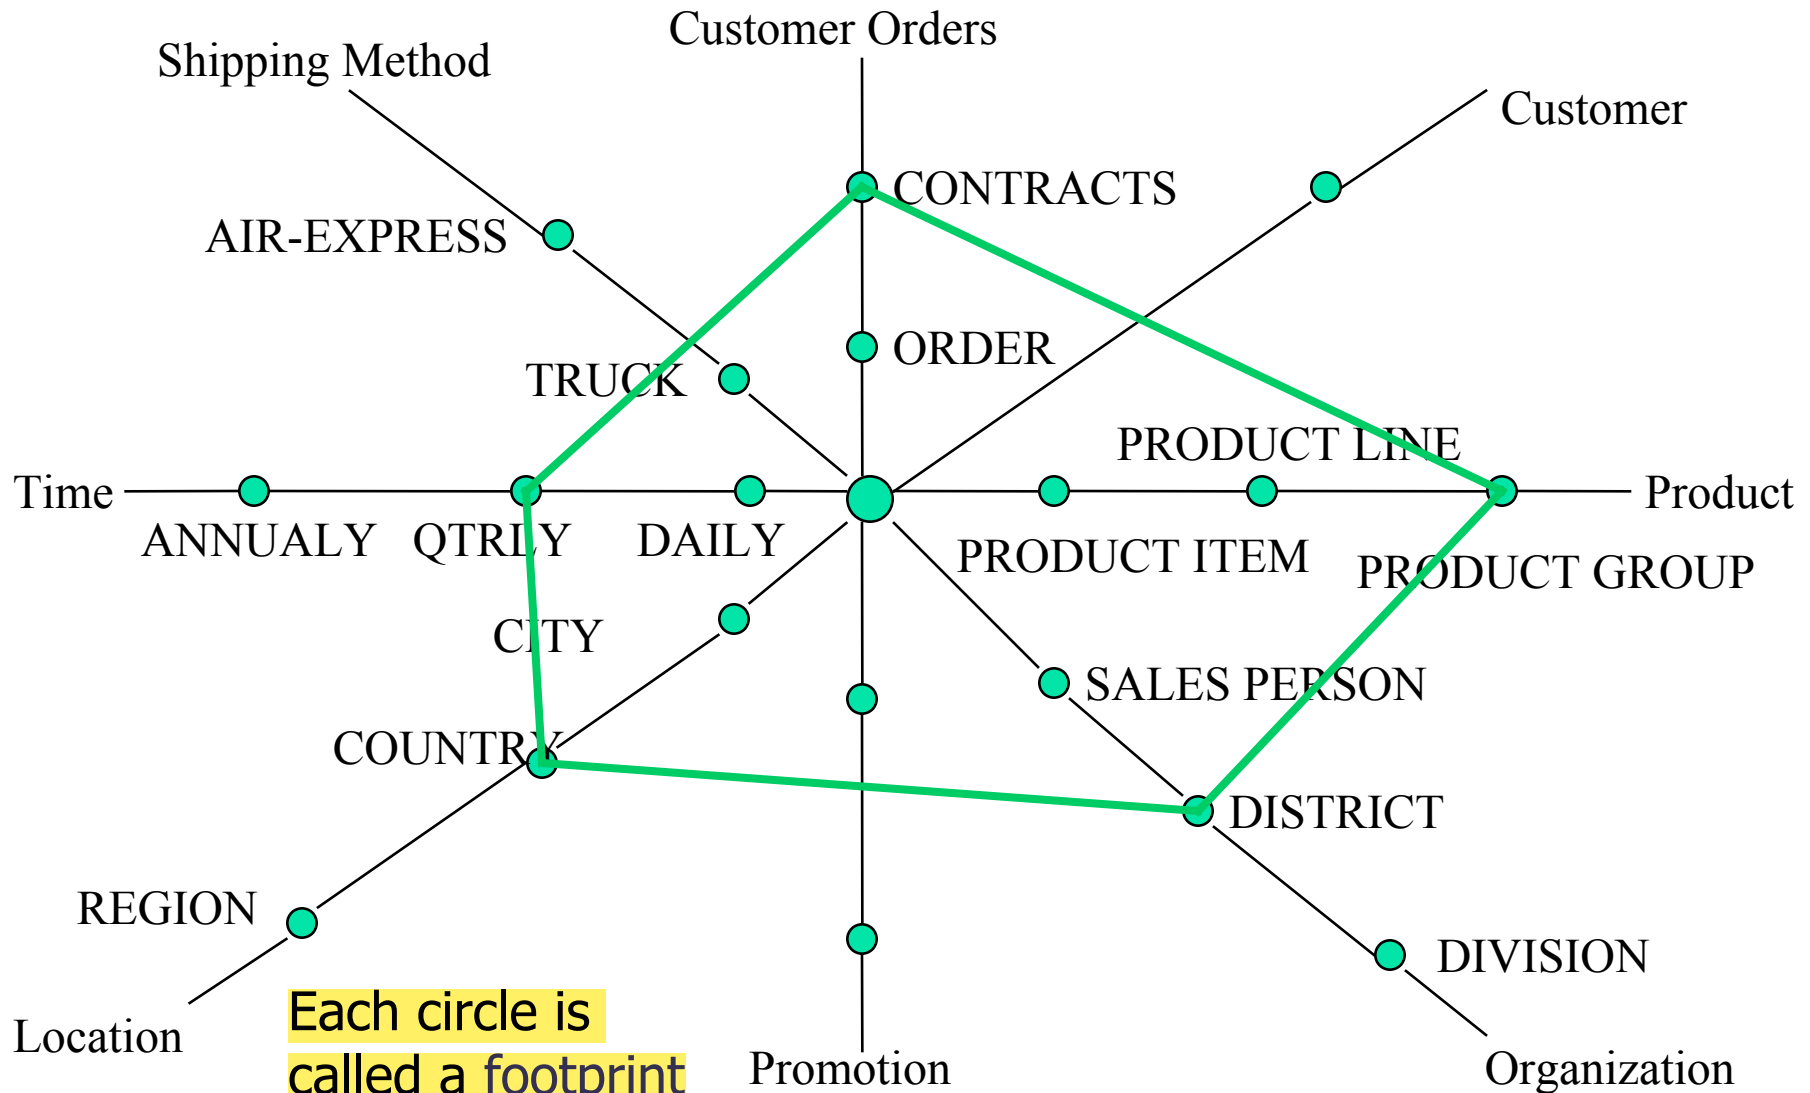 Customer Orders
Shipping Method
Customer
CONTRACTS
AIR-EXPRESS
ORDER
TRUCK
PRODUCT LINE
Time
Product
ANNUALY
QTRLY
DAILY
PRODUCT ITEM
PRODUCT GROUP
CITY
SALES PERSON
COUNTRY
DISTRICT
REGION
DIVISION
Each circle is
called a footprint
Location
Promotion
Organization